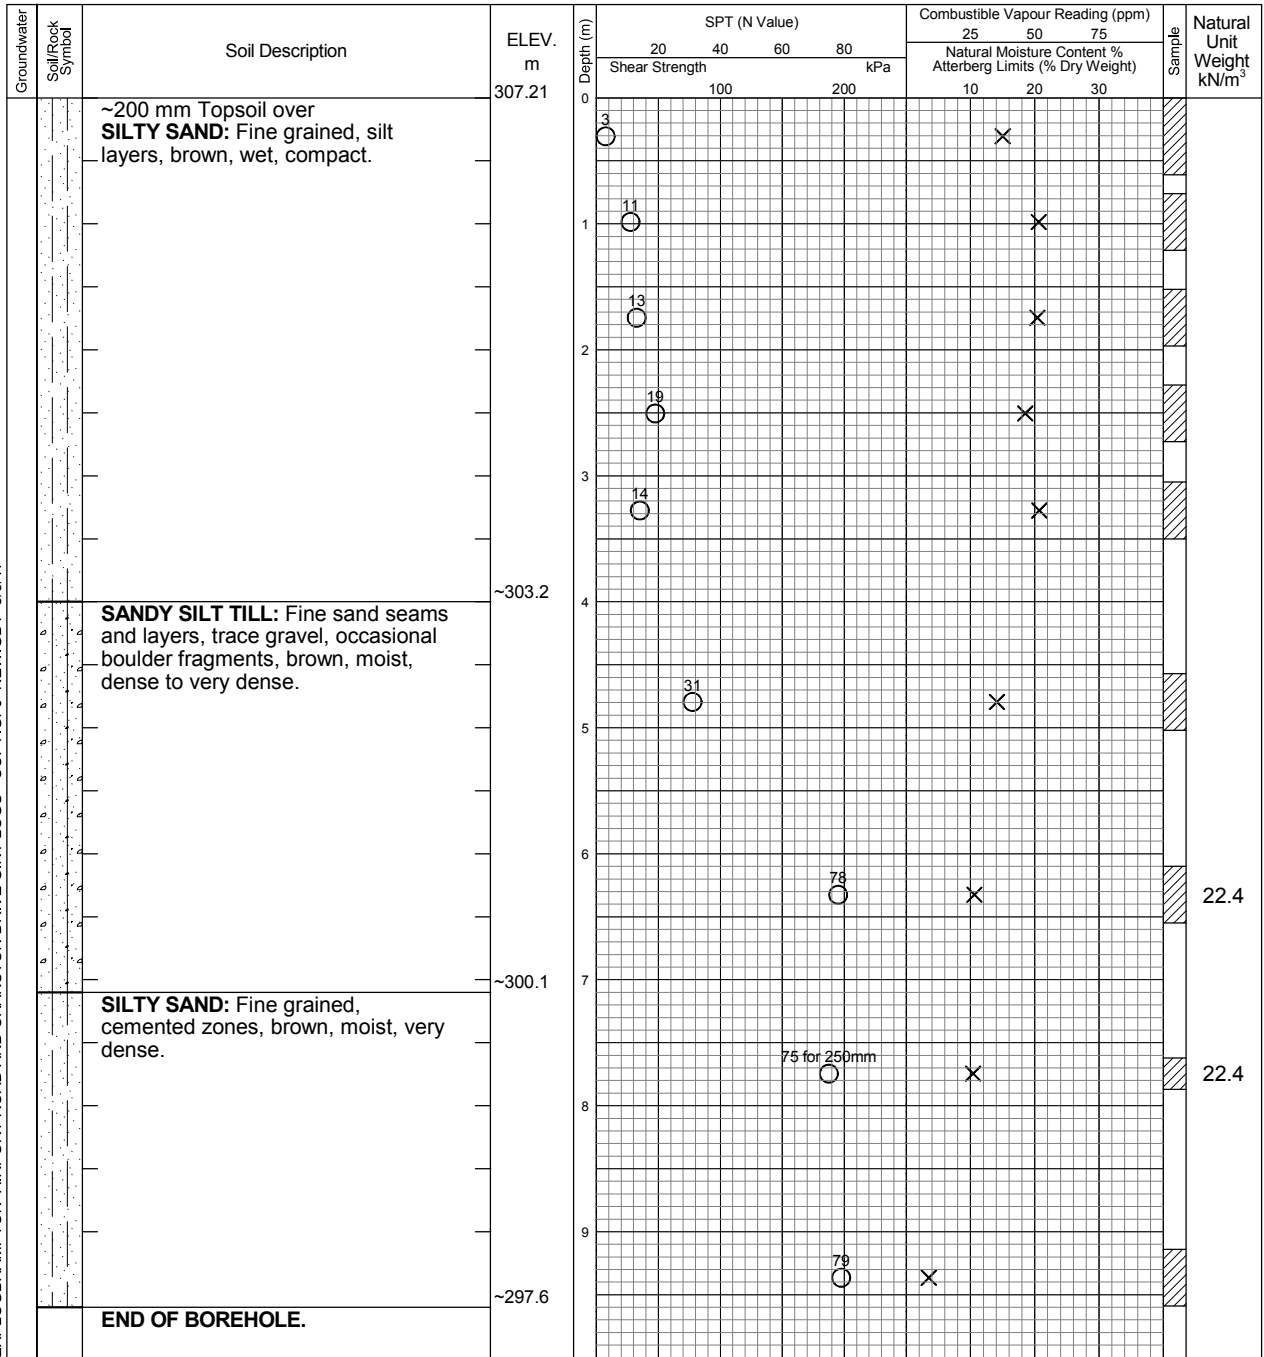 Groundwater
Soil/Rock
Symbol
Soil Description
ELEV.
m
307.21
Depth (m)
SPT (N Value)
20 40 60 80
Shear Strength kPa
100 200
Combustible Vapour Reading (ppm)
25 50 75
Natural Moisture Content %
Atterberg Limits (% Dry Weight)
10 20 30
Sample
Natural
Unit
Weight
kN/m³
0
~200 mm Topsoil over
SILTY SAND: Fine grained, silt
layers, brown, wet, compact.
3
11
1
13
2
19
3
14
~303.2
4
SANDY SILT TILL: Fine sand seams
and layers, trace gravel, occasional
boulder fragments, brown, moist,
dense to very dense.
31
5
6
78
22.4
7
~300.1
SILTY SAND: Fine grained,
cemented zones, brown, moist, very
dense.
75 for 250mm
22.4
8
9
79
~297.6
END OF BOREHOLE.